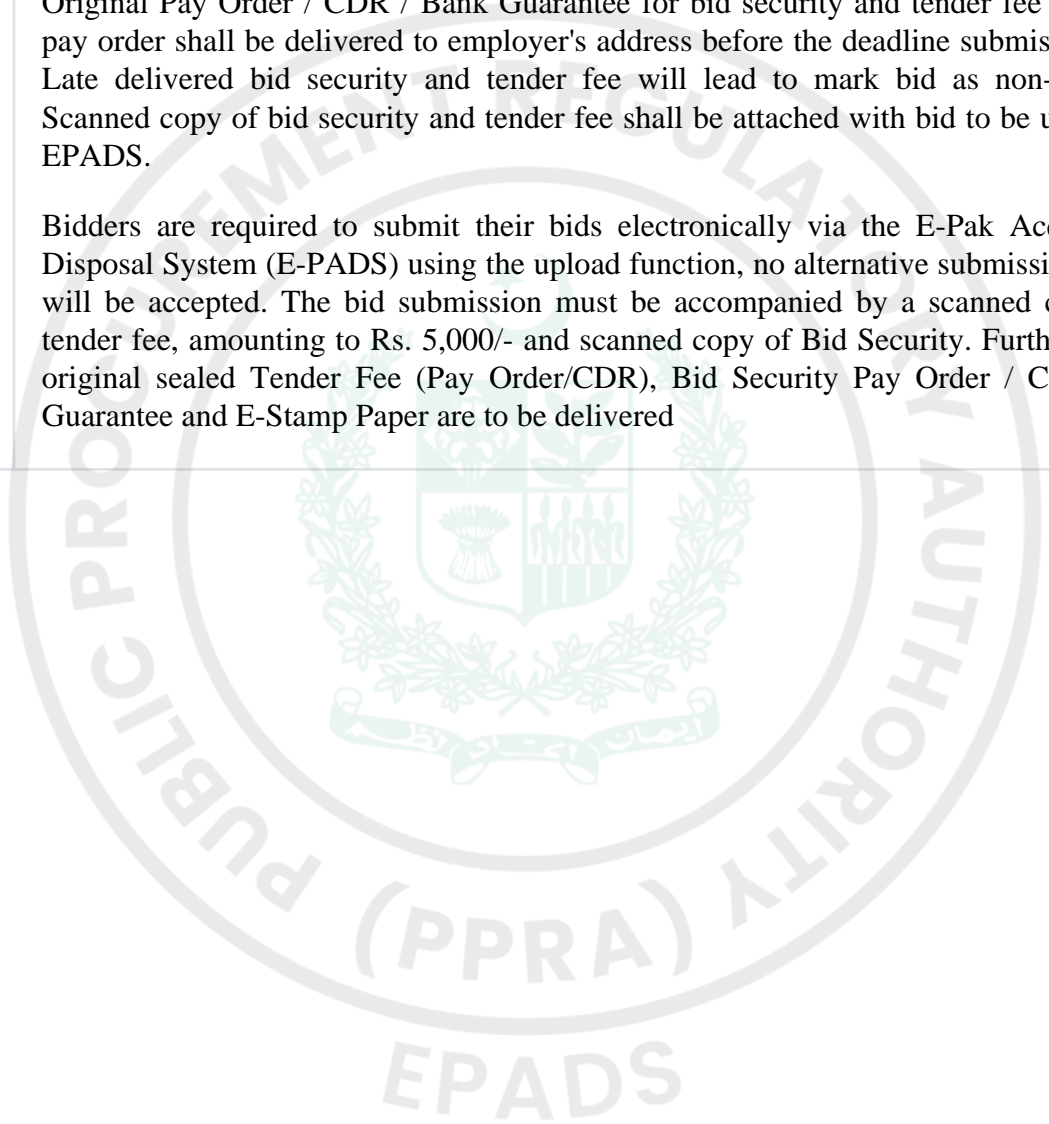 Original Pay Order / CDR / Bank Guarantee for bid security and tender fee
pay order shall be delivered to employer's address before the deadline submis
Late delivered bid security and tender fee will lead to mark bid as non-
Scanned copy of bid security and tender fee shall be attached with bid to be u
EPADS.
Bidders are required to submit their bids electronically via the E-Pak Acq
Disposal System (E-PADS) using the upload function, no alternative submissi
will be accepted. The bid submission must be accompanied by a scanned c
tender fee, amounting to Rs. 5,000/- and scanned copy of Bid Security. Furth
original sealed Tender Fee (Pay Order/CDR), Bid Security Pay Order / C
Guarantee and E-Stamp Paper are to be delivered
PUBLIC PROCUREMENT REGULATORY AUTHORITY
(PPRA)
EPADS